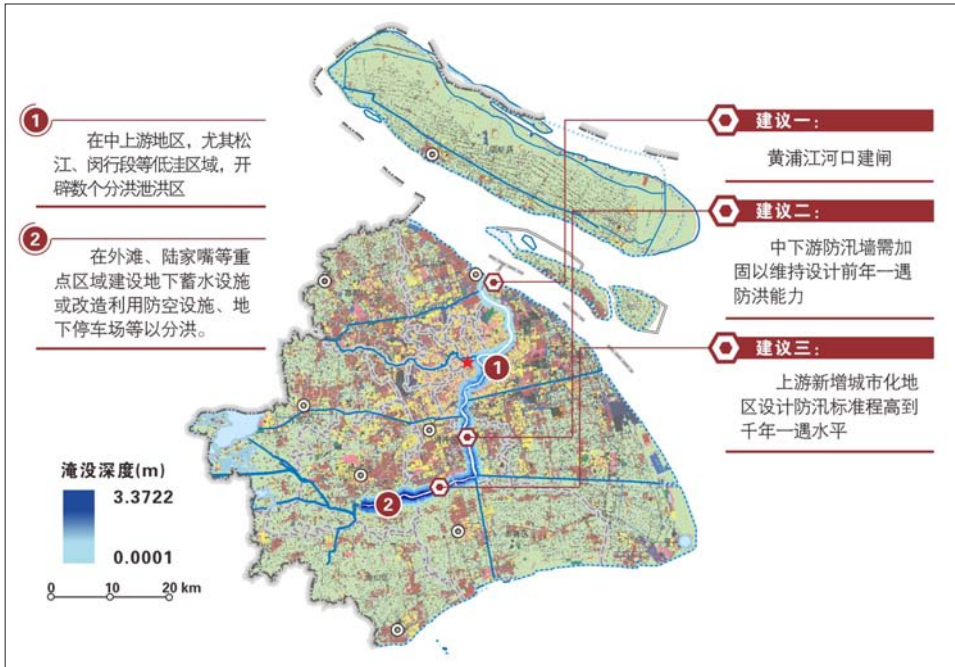 1
在中上游地区，尤其松
江、闵行段等低洼区域，开
辟数个分洪泄洪区
2
在外滩、陆家嘴等重
点区域建设地下蓄水设施
或改造利用防空设施、地
下停车场等以分洪。
建议一：
黄浦江河口建闸
建议二：
中下游防汛墙需加
固以维持设计前年一遇
防洪能力
建议三：
上游新增城市化地
区设计防汛标准程高到
千年一遇水平
1
2
淹没深度(m)
3.3722
0.0001
0 10 20 km